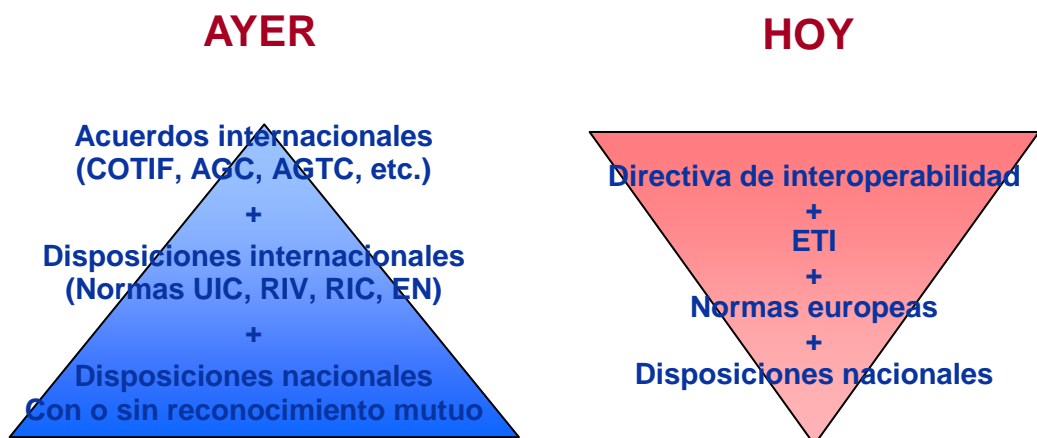 AYER
Acuerdos internacionales
(COTIF, AGC, AGTC, etc.)
+
Disposiciones internacionales
(Normas UIC, RIV, RIC, EN)
+
Disposiciones nacionales
Con o sin reconocimiento mutuo
HOY
Directiva de interoperabilidad
+
ETI
+
Normas europeas
+
Disposiciones nacionales